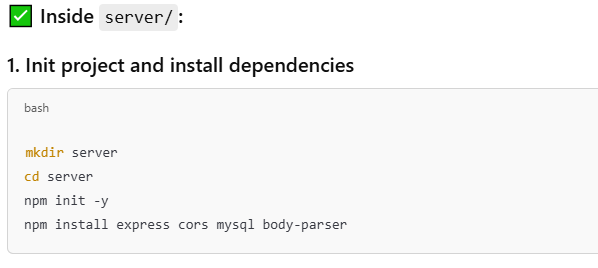 ✅ Inside server/:
1. Init project and install dependencies
bash
mkdir server
cd server
npm init -y
npm install express cors mysql body-parser